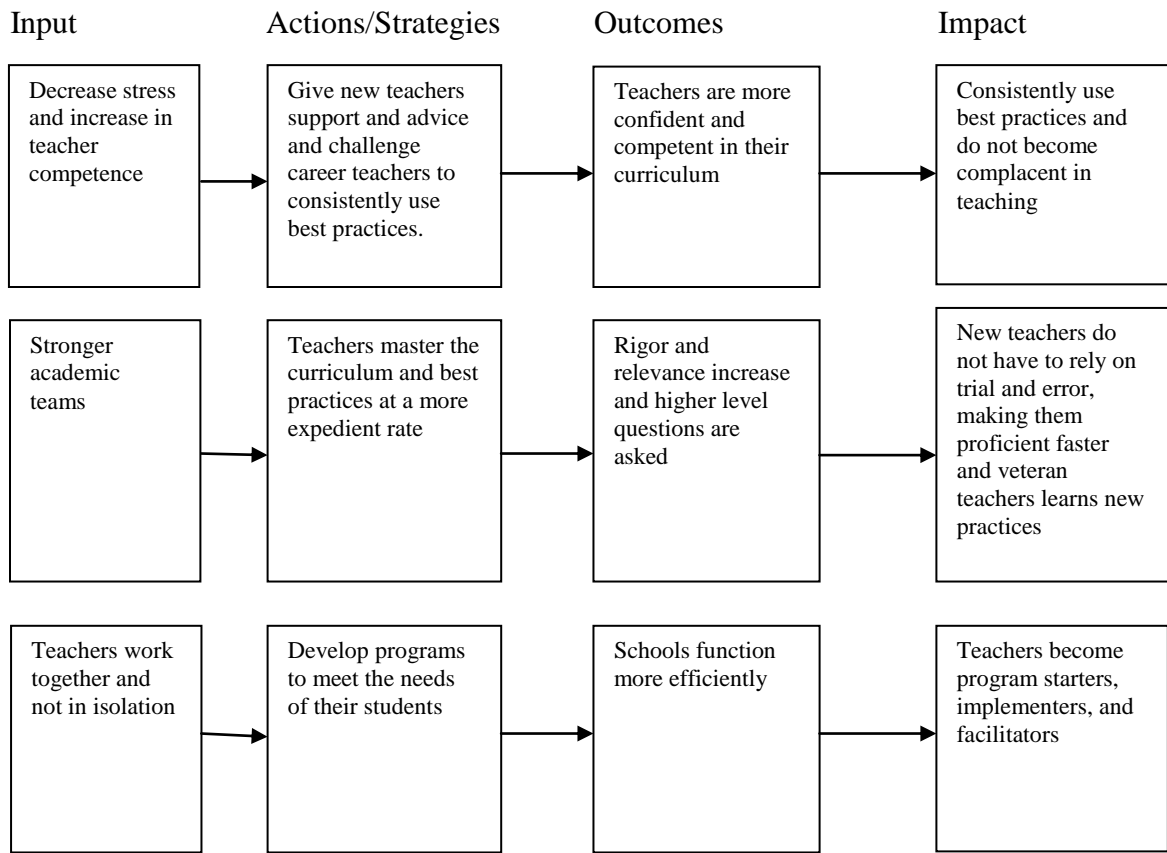 Input Actions/Strategies Outcomes Impact
Decrease stress
and increase in
teacher
competence
Give new teachers
support and advice
and challenge
career teachers to
consistently use
best practices.
Teachers are more
confident and
competent in their
curriculum
Consistently use
best practices and
do not become
complacent in
teaching
Stronger
academic
teams
Teachers master the
curriculum and best
practices at a more
expedient rate
Rigor and
relevance increase
and higher level
questions are
asked
New teachers do
not have to rely on
trial and error,
making them
proficient faster
and veteran
teachers learns new
practices
Teachers work
together and
not in isolation
Develop programs
to meet the needs
of their students
Schools function
more efficiently
Teachers become
program starters,
implementers, and
facilitators